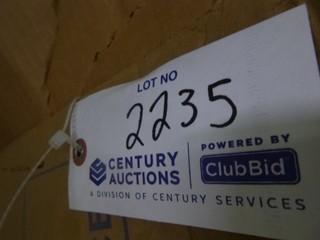 LOT NO
2235
CENTURY
AUCTIONS
POWERED BY
ClubBid
A DIVISION OF CENTURY SERVICES